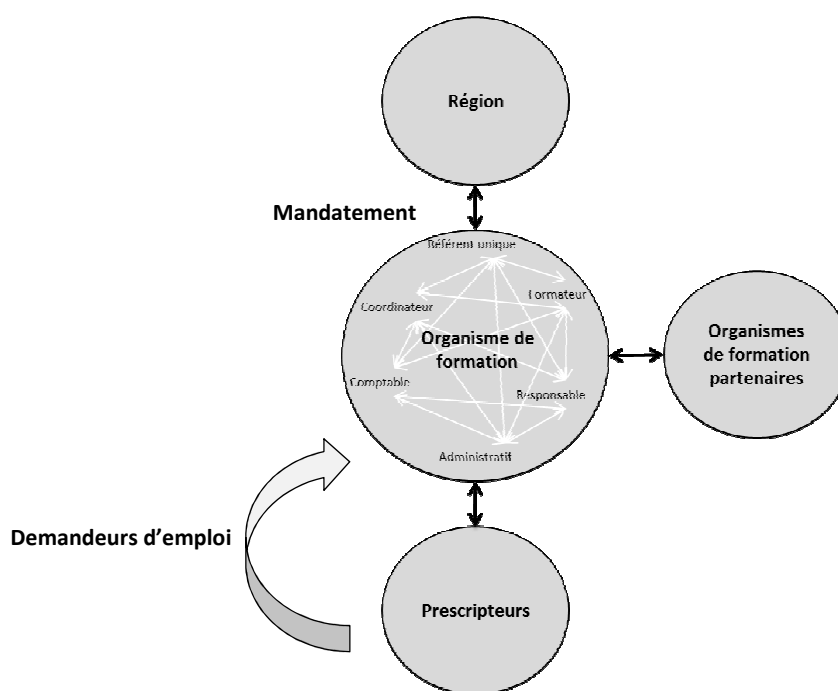 Région
Mandatement
Référent unique
Formateur
Coordinateur
Organisme de
formation
Organismes
de formation
partenaires
Comptable
Responsable
Administratif
Demandeurs d’emploi
Prescripteurs